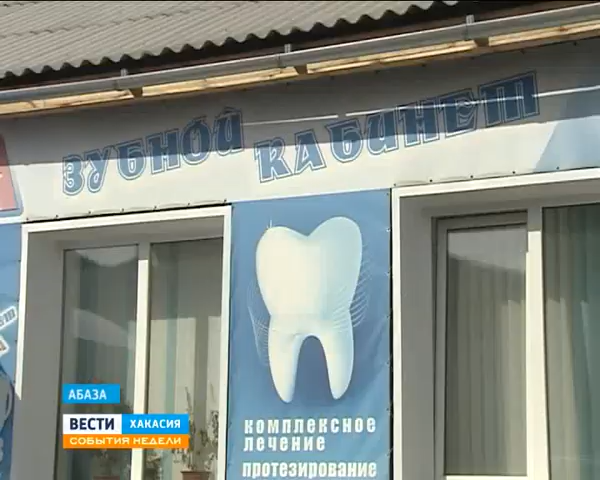 ЗУБНОЙ КАБИНЕТ
КОМПЛЕКСНОЕ
ЛЕЧЕНИЕ
ПРОТЕЗИРОВАНИЕ
АБАЗА
ВЕСТИ ХАКАСИЯ
СОБЫТИЯ НЕДЕЛИ